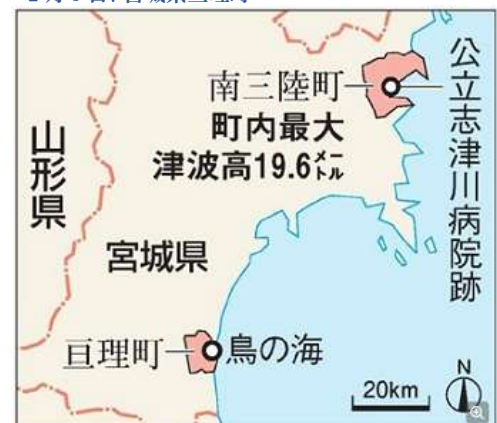 南三陸町
町内最大
津波高19.6㍍
公立志津川病院跡
山形県
宮城県
亘理町
鳥の海
20km
N